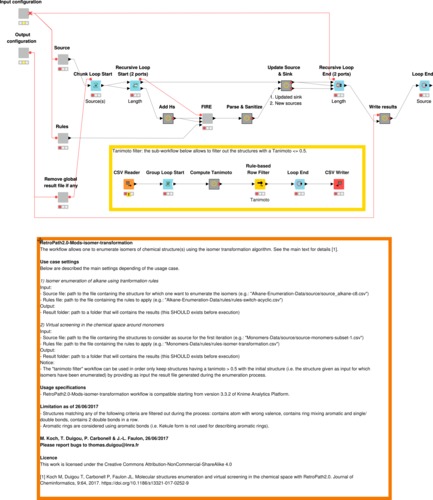 Input configuration
Output
configuration
Source
Chunk Loop Start
Source(s)
Recursive Loop
Start (2 ports)
Length
Add Hs
FIRE
Parse & Sanitize
Update Source
& Sink
1. Updated sink
2. New sources
Recursive Loop
End (2 ports)
Length
Loop End
Source
Write results
Rules
Remove global
result file if any
Tanimoto filter: the sub-workflow below allows to filter out the structures with a Tanimoto <= 0.5.
CSV Reader
Group Loop Start
Compute Tanimoto
Rule-based
Row Filter
Tanimoto
Loop End
CSV Writer
RetroPath2.0-Mods-isomer-transformation
The workflow allows one to enumerate isomers of chemical structure(s) using the isomer transformation algorithm. See the main text for details [1].
Use case settings
Below are described the main settings depending of the usage case.
1) Isomer enumeration of alkane using tranformation rules
Input:
- Source file: path to the file containing the structure for which one want to enumerate the isomers (e.g.: "Alkane-Enumeration-Data/source/source_alkane-c8.csv")
- Rules file: path to the file containing the rules to apply (e.g.: "Alkane-Enumeration-Data/rules/rules-switch-acyclic.csv")
Output:
- Result folder: path to a folder that will contains the results (this SHOULD exists before execution)
2) Virtual screening in the chemical space around monomers
Input:
- Source file: path to the file containing the structures to consider as source for the first iteration (e.g.: "Monomers-Data/source/source-monomer-subset-1.csv")
- Rules file: path to the file containing the rules to apply (e.g.: "Monomers-Data/rules/rules-isomer-transformation.csv")
Output:
- Result folder: path to a folder that will contains the results (this SHOULD exists before execution)
Notice:
- The "tanimoto filter" workflow can be used in order only keep structures having a tanimoto > 0.5 with the initial structure (i.e. the structure given as input for which
isomers have been enumerated) by providing as input the result file generated during the enumeration process.
Usage specifications
- RetroPath2.0-Mods-isomer-transformation workflow is compatible starting from version 3.3.2 of Knime Analytics Platform.
Limitation as of 26/06/2017
- Structures matching any of the following criteria are filtered out during the process: contains atom with wrong valence, contains ring mixing aromatic and single/
double bonds, contains 2 double bonds in a row.
- Aromatic rings are considered using aromatic bonds (i.e. Kekule form is not used for describing aromatic rings).
M. Koch, T. Duigou, P. Carbonell & J.-L. Faulon, 26/06/2017
Please report bugs to thomas.duigou@inra.fr
Licence
This work is licensed under the Creative Commons Attribution-NonCommercial-ShareAlike 4.0
[1] Koch M, Duigou T, Carbonell P, Faulon JL. Molecular structures enumeration and virtual screening in the chemical space with RetroPath2.0. Journal of
Cheminformatics, 9:64, 2017. https://doi.org/10.1186/s13321-017-0252-9